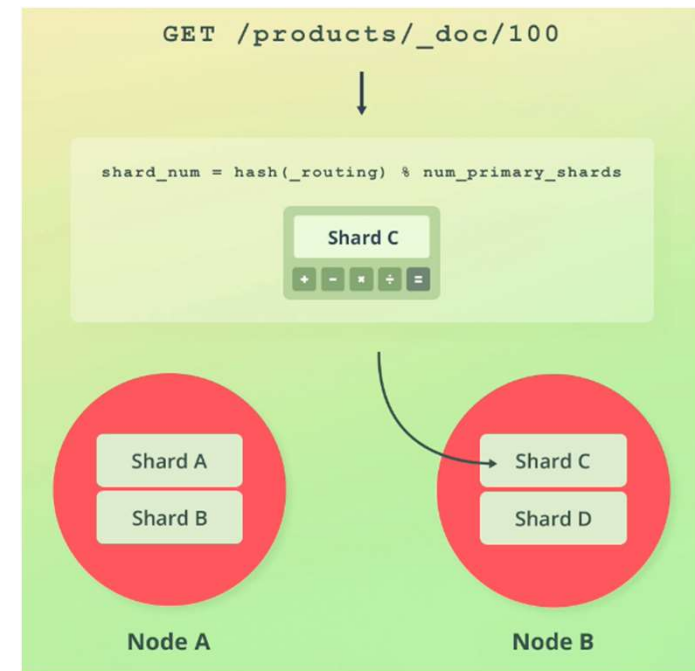 GET /products/_doc/100
shard_num = hash(_routing) % num_primary_shards
Shard C
+ − × ÷ =
Shard A
Shard B
Shard C
Shard D
Node A
Node B